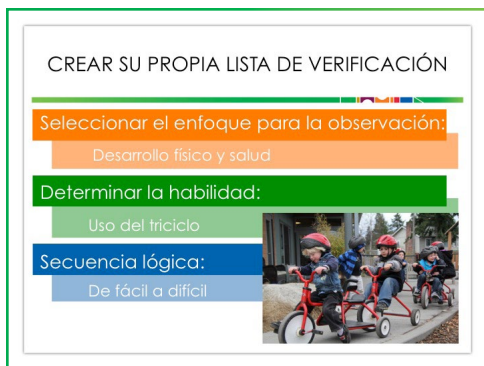 CREAR SU PROPIA LISTA DE VERIFICACIÓN
Seleccionar el enfoque para la observación:
Desarrollo físico y salud
Determinar la habilidad:
Uso del triciclo
Secuencia lógica:
De fácil a difícil